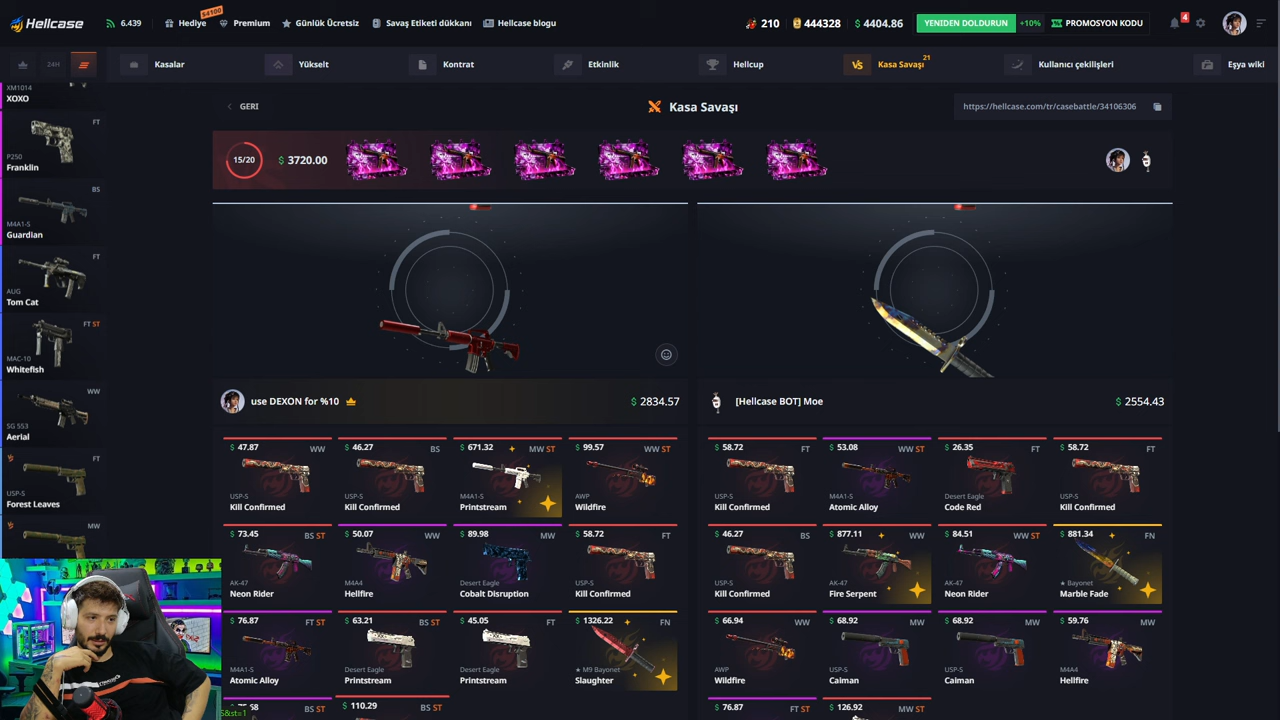 Hellcase
6.439
Hediye
$4100
Premium
Günlük Ücretsiz
Savaş Etiketi dükkanı
Hellcase blogu
210
444328
$ 4404.86
YENİDEN DOLDURUN
+10%
PROMOSYON KODU
4
24H
Kasalar
Yükselt
Kontrat
Etkinlik
Hellcup
VS
Kasa Savaşı
21
Kullanıcı çekilişleri
Eşya wiki
XM1014
XOXO
FT
P250
Franklin
BS
M4A1-S
Guardian
FT
AUG
Tom Cat
FT ST
MAC-10
Whitefish
WW
SG 553
Aerial
FT
USP-S
Forest Leaves
MW
GERİ
Kasa Savaşı
https://hellcase.com/tr/casebattle/34106306
15/20
$ 3720.00
use DEXON for %10
$ 2834.57
[Hellcase BOT] Moe
$ 2554.43
$ 47.87 WW
USP-S
Kill Confirmed
$ 46.27 BS
USP-S
Kill Confirmed
$ 671.32 MW ST
M4A1-S
Printstream
$ 99.57 WW ST
AWP
Wildfire
$ 58.72 FT
USP-S
Kill Confirmed
$ 53.08 WW ST
M4A1-S
Atomic Alloy
$ 26.35 FT
Desert Eagle
Code Red
$ 58.72 FT
USP-S
Kill Confirmed
$ 73.45 BS ST
AK-47
Neon Rider
$ 50.07 WW
M4A4
Hellfire
$ 89.98 MW
Desert Eagle
Cobalt Disruption
$ 58.72 FT
USP-S
Kill Confirmed
$ 46.27 BS
USP-S
Kill Confirmed
$ 877.11 WW
AK-47
Fire Serpent
$ 84.51 WW ST
AK-47
Neon Rider
$ 881.34 FN
★ Bayonet
Marble Fade
$ 76.87 FT ST
M4A1-S
Atomic Alloy
$ 63.21 BS ST
Desert Eagle
Printstream
$ 45.05 FT
Desert Eagle
Printstream
$ 1326.22 FN
★ M9 Bayonet
Slaughter
$ 66.94 WW
AWP
Wildfire
$ 68.92 MW
USP-S
Caiman
$ 68.92 MW
USP-S
Caiman
$ 59.76 MW
M4A4
Hellfire
BS ST
$ 110.29 BS ST
$ 76.87 FT ST
$ 126.92 MW ST